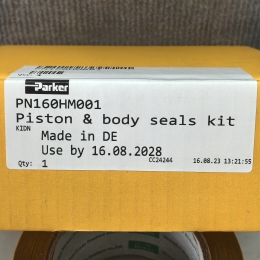 Parker
PN160HM001
Piston & body seals kit
KIDN
Made in DE
Use by 16.08.2028
CC24244 16.08.23 13:21:55
Qty: 1